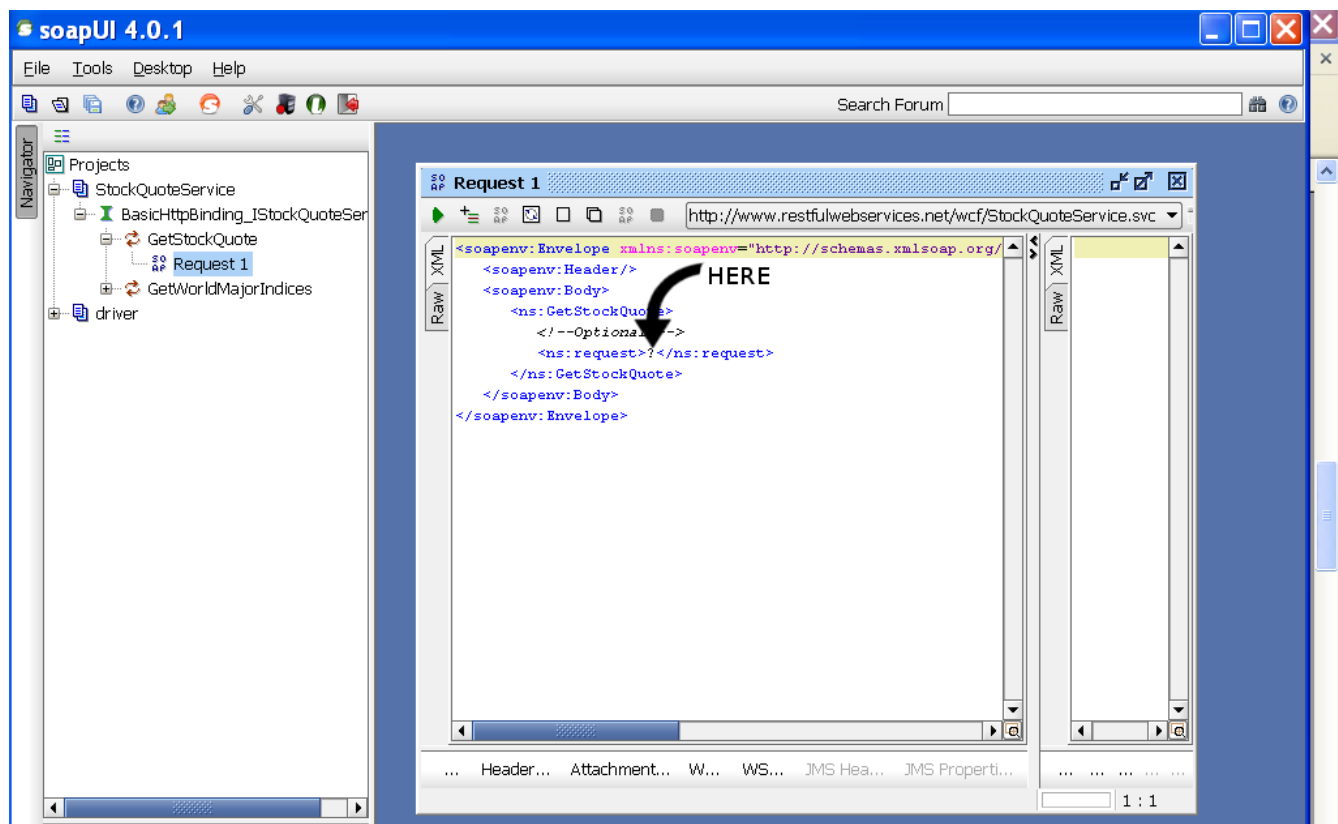 soapUI 4.0.1
File Tools Desktop Help
Search Forum
Navigator
Projects
StockQuoteService
BasicHttpBinding_IStockQuoteSer
GetStockQuote
Request 1
GetWorldMajorIndices
driver
Request 1
http://www.restfulwebservices.net/wcf/StockQuoteService.svc
XML
Raw
<soapenv:Envelope xmlns:soapenv="http://schemas.xmlsoap.org/
<soapenv:Header/>
HERE
<soapenv:Body>
<ns:GetStockQuote>
<!--Optional:-->
<ns:request>?</ns:request>
</ns:GetStockQuote>
</soapenv:Body>
</soapenv:Envelope>
XML
Raw
... Header... Attachment... W... WS... JMS Hea... JMS Properti...
... ... ... ... ...
1 : 1